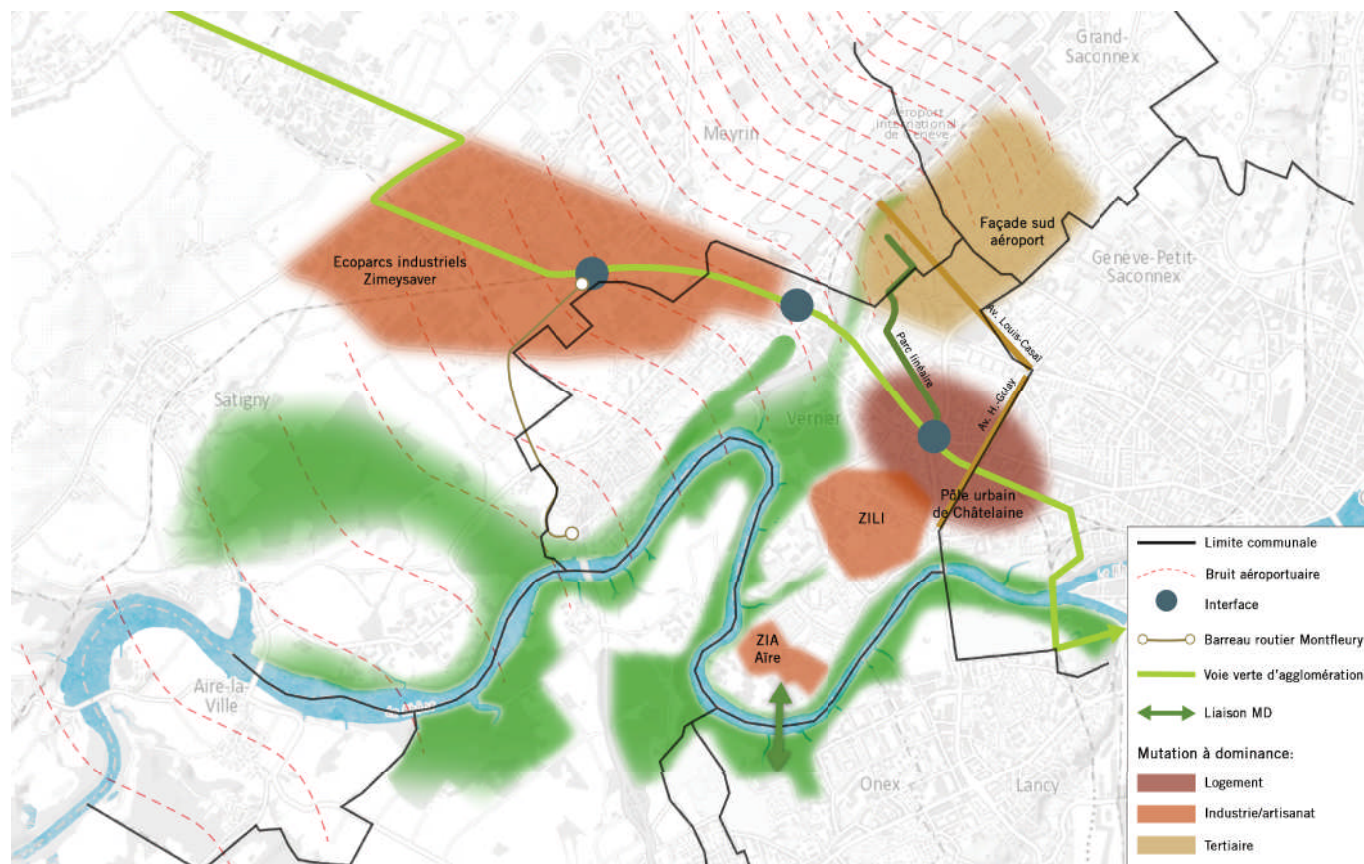 Grand-
Saconnex
Aéroport
international
de Genève
Meyrin
Façade sud
aéroport
Genève-Petit-
Saconnex
Ecoparcs industriels
Zimeysaver
Av. Louis-Casaï
Parc linéaire
Av. H.-Golay
Satigny
Vernier
Pôle urbain
de Châtelaine
ZILI
ZIA
Aïre
Aire-la-
Ville
Onex
Lancy
Limite communale
Bruit aéroportuaire
Interface
Barreau routier Montfleury
Voie verte d'agglomération
Liaison MD
Mutation à dominance:
Logement
Industrie/artisanat
Tertiaire